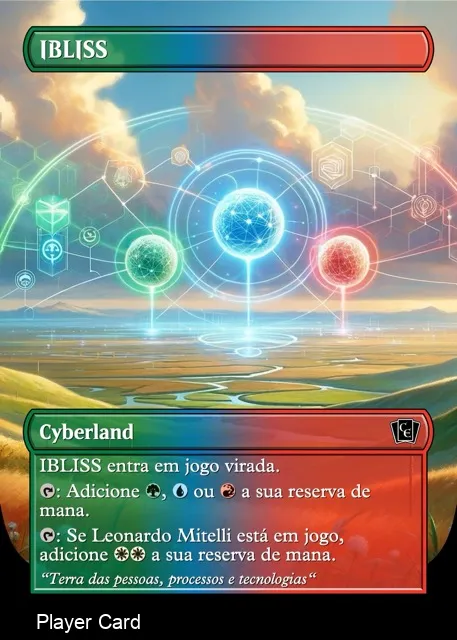 IBLISS
Cyberland
CE
IBLISS entra em jogo virada.
: Adicione , ou a sua reserva de
mana.
: Se Leonardo Mitelli está em jogo,
adicione a sua reserva de mana.
“Terra das pessoas, processos e tecnologias“
Player Card